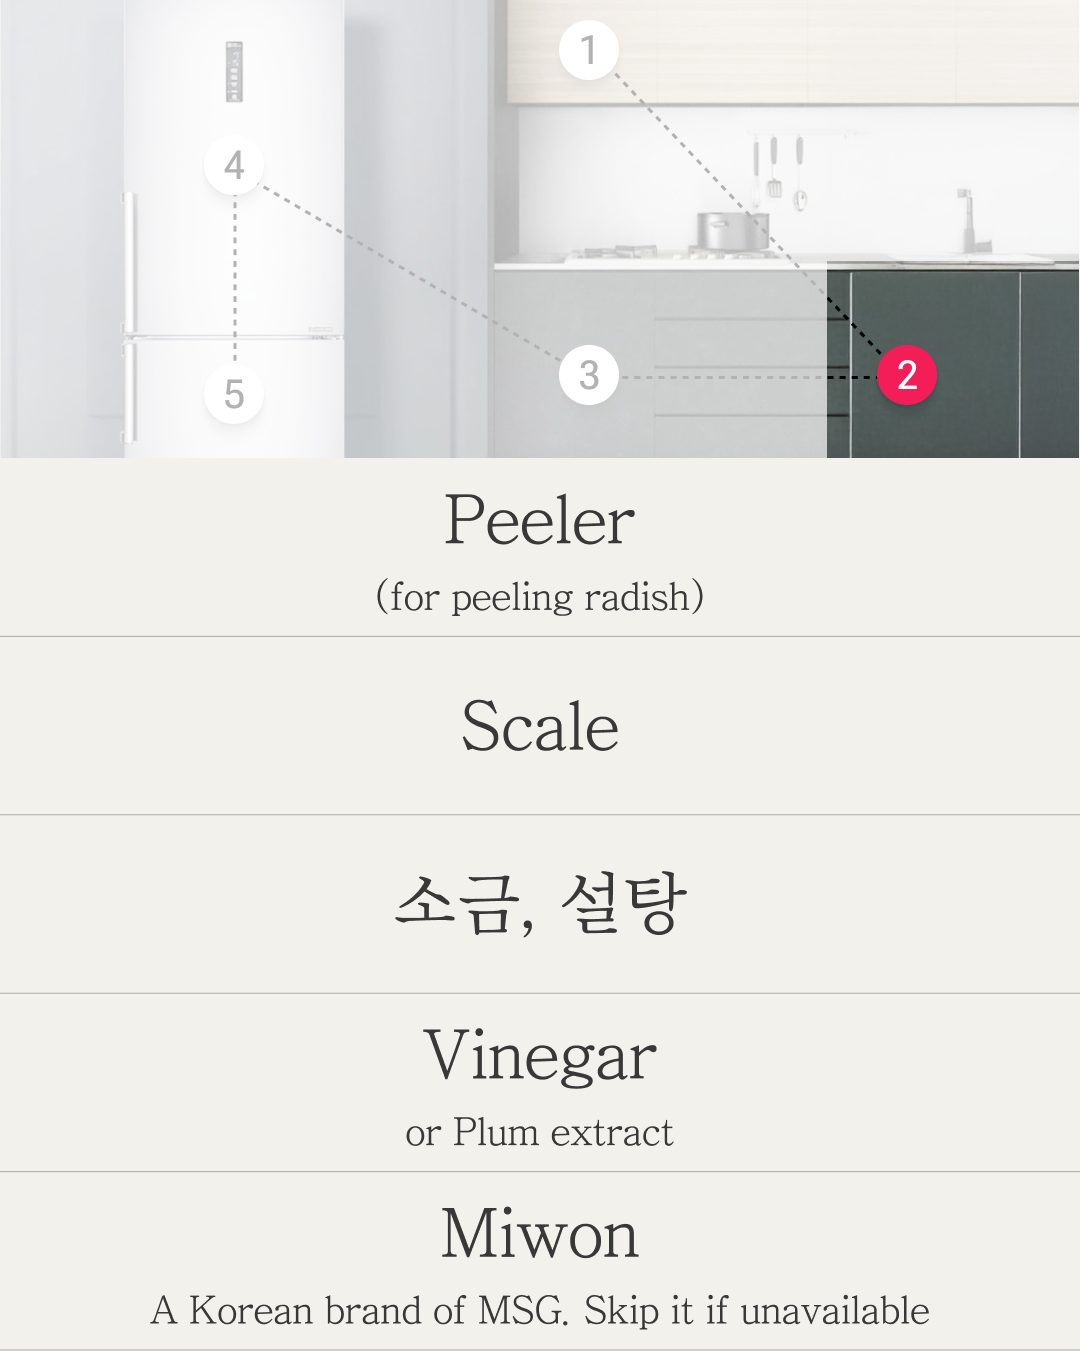 1
4
5
3
2
Peeler
(for peeling radish)
Scale
소금, 설탕
Vinegar
or Plum extract
Miwon
A Korean brand of MSG. Skip it if unavailable